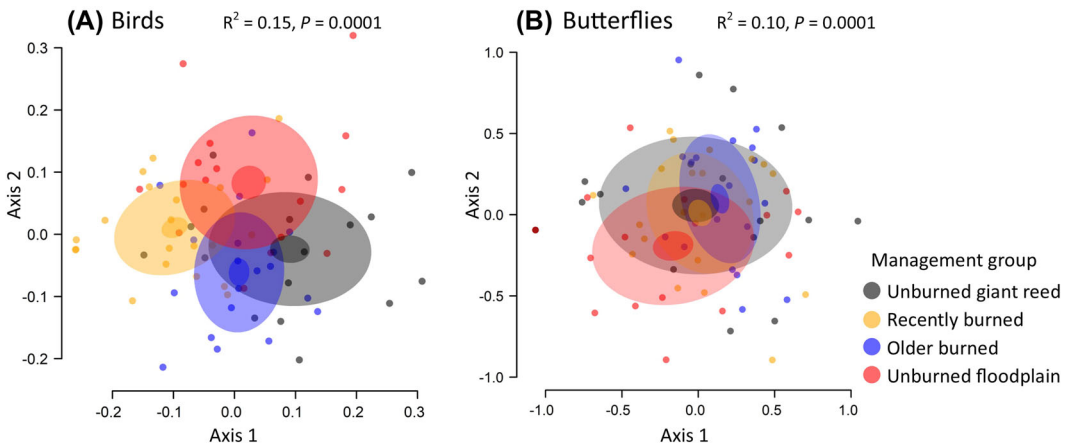 (A) Birds
R² = 0.15, P = 0.0001
Axis 2
0.3
0.2
0.1
0.0
-0.1
-0.2
-0.2
-0.1
0.0
0.1
0.2
0.3
Axis 1
(B) Butterflies
R² = 0.10, P = 0.0001
Axis 2
1.0
0.5
0.0
-0.5
-1.0
-1.0
-0.5
0.0
0.5
1.0
Axis 1
Management group
Unburned giant reed
Recently burned
Older burned
Unburned floodplain